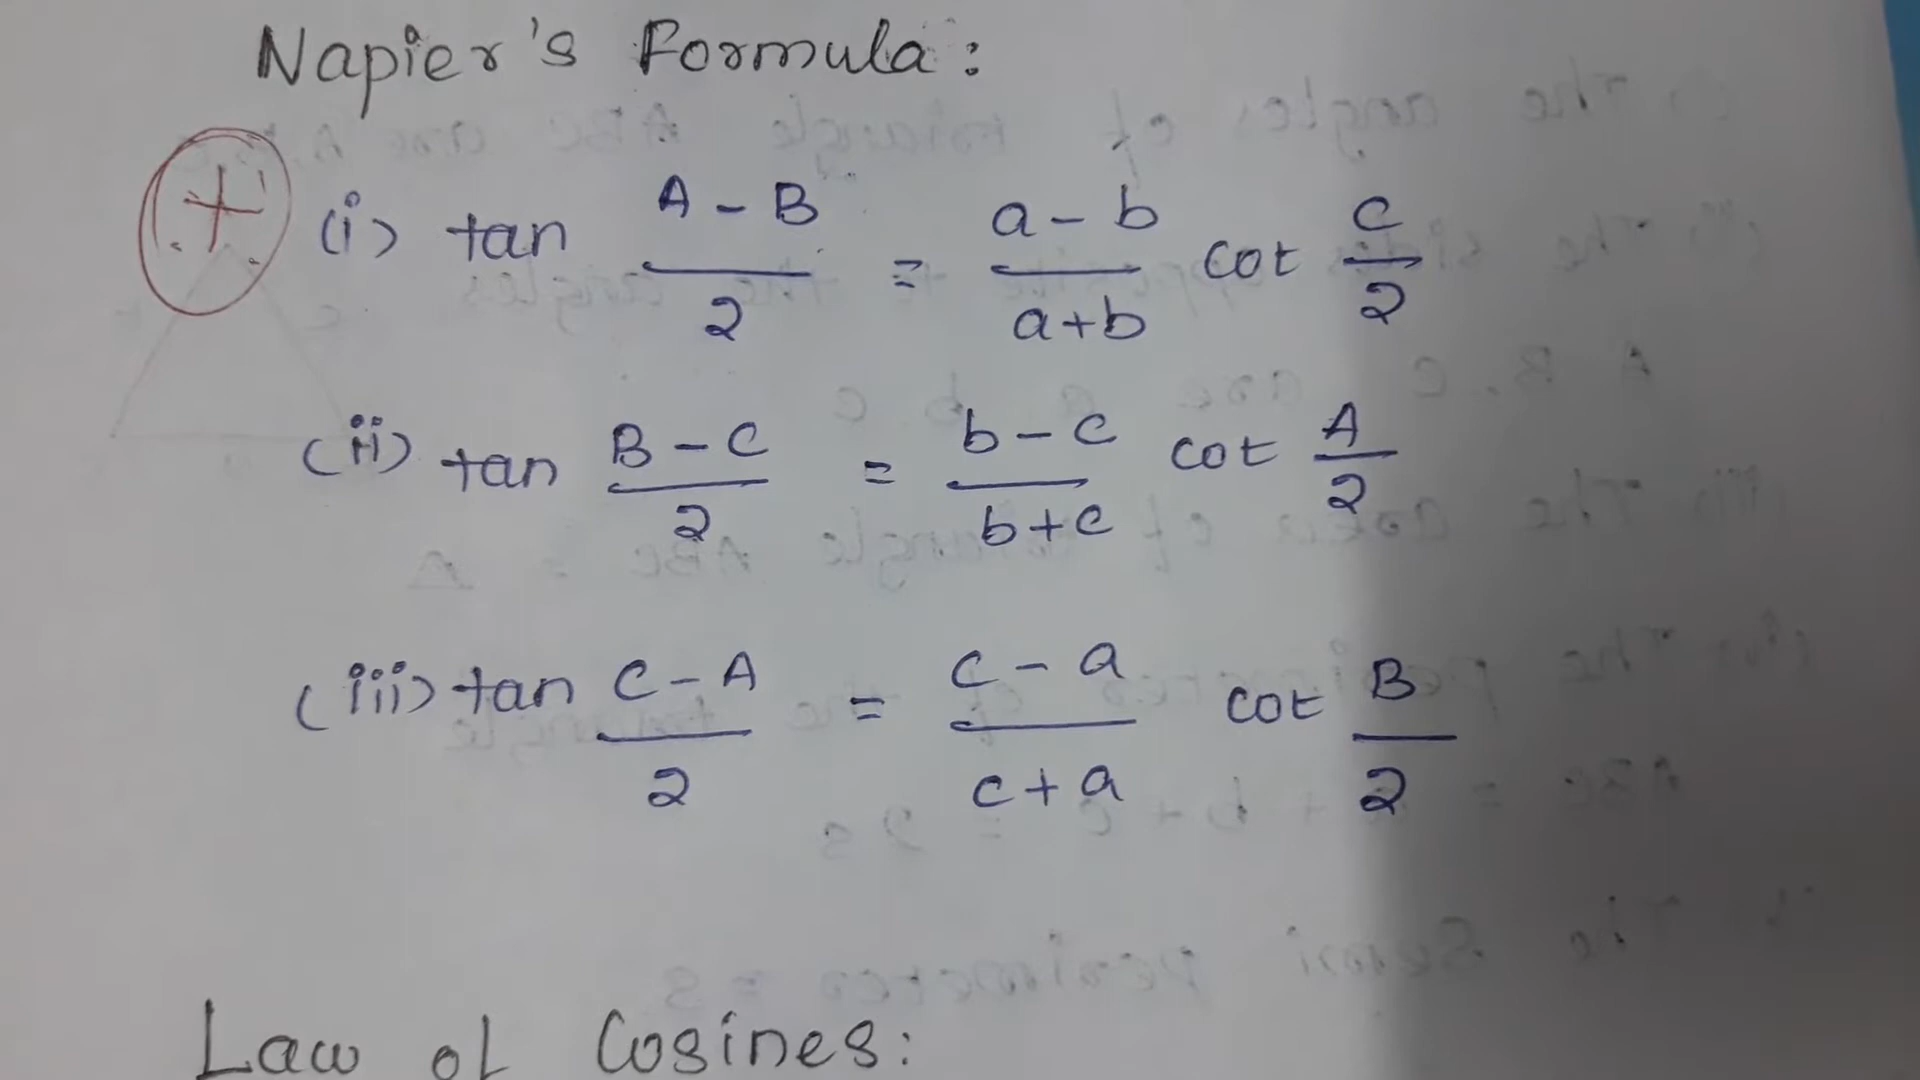 Napier's Formula:
(i) tan A-B/2 = a-b/a+b cot C/2
(ii) tan B-C/2 = b-c/b+c cot A/2
(iii) tan C-A/2 = c-a/c+a cot B/2
Law of Cosines: